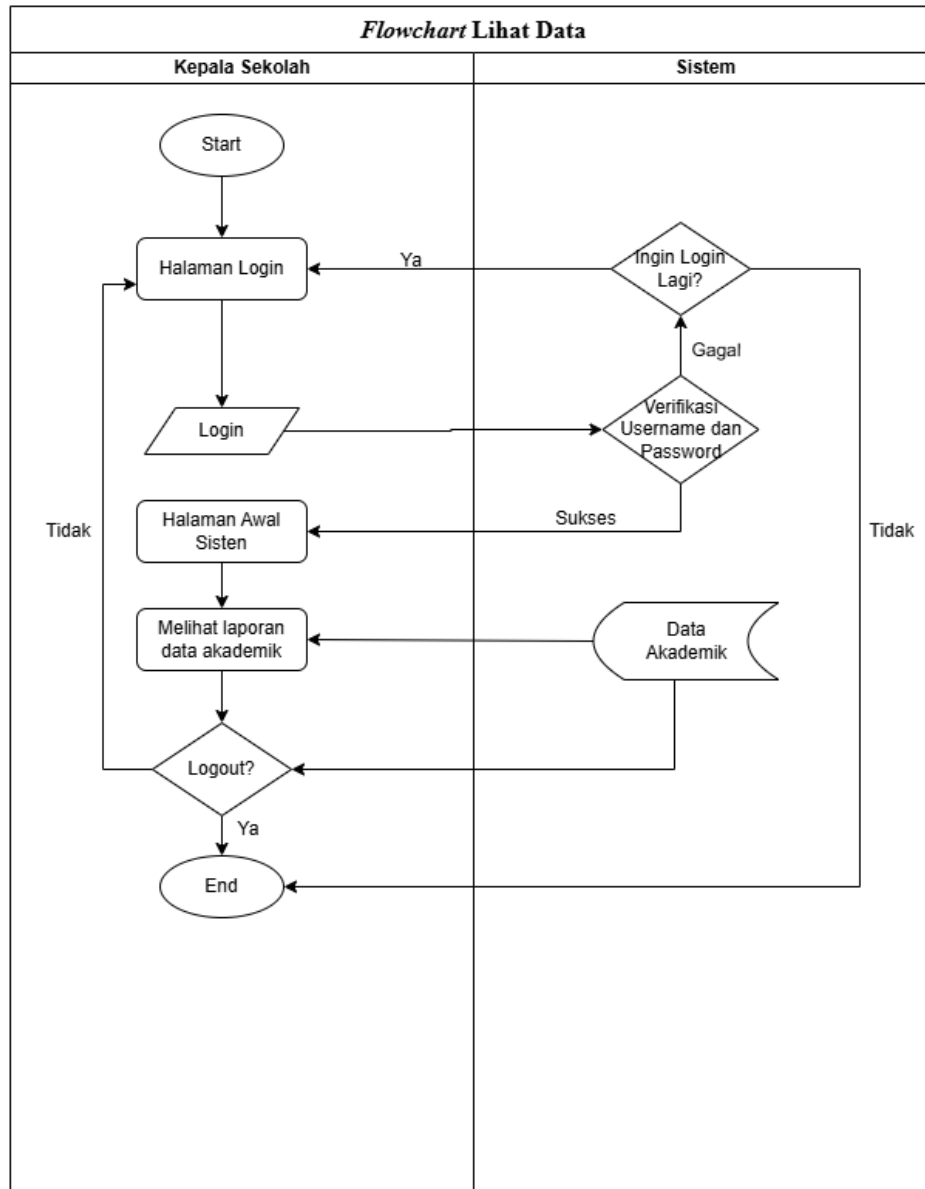 Flowchart Lihat Data
Kepala Sekolah
Sistem
Start
Halaman Login
Ya
Ingin Login
Lagi?
Gagal
Login
Verifikasi
Username dan
Password
Tidak
Halaman Awal
Sisten
Sukses
Tidak
Melihat laporan
data akademik
Data
Akademik
Logout?
Ya
End